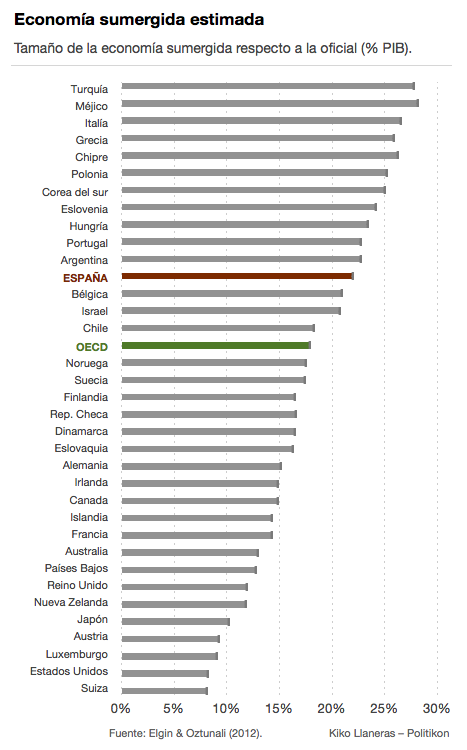 Economía sumergida estimada
Tamaño de la economía sumergida respecto a la oficial (% PIB).
Turquía
Méjico
Italía
Grecia
Chipre
Polonia
Corea del sur
Eslovenia
Hungría
Portugal
Argentina
ESPAÑA
Bélgica
Israel
Chile
OECD
Noruega
Suecia
Finlandia
Rep. Checa
Dinamarca
Eslovaquia
Alemania
Irlanda
Canada
Islandia
Francia
Australia
Países Bajos
Reino Unido
Nueva Zelanda
Japón
Austria
Luxemburgo
Estados Unidos
Suiza
0% 5% 10% 15% 20% 25% 30%
Fuente: Elgin & Oztunali (2012). Kiko Llaneras – Politikon